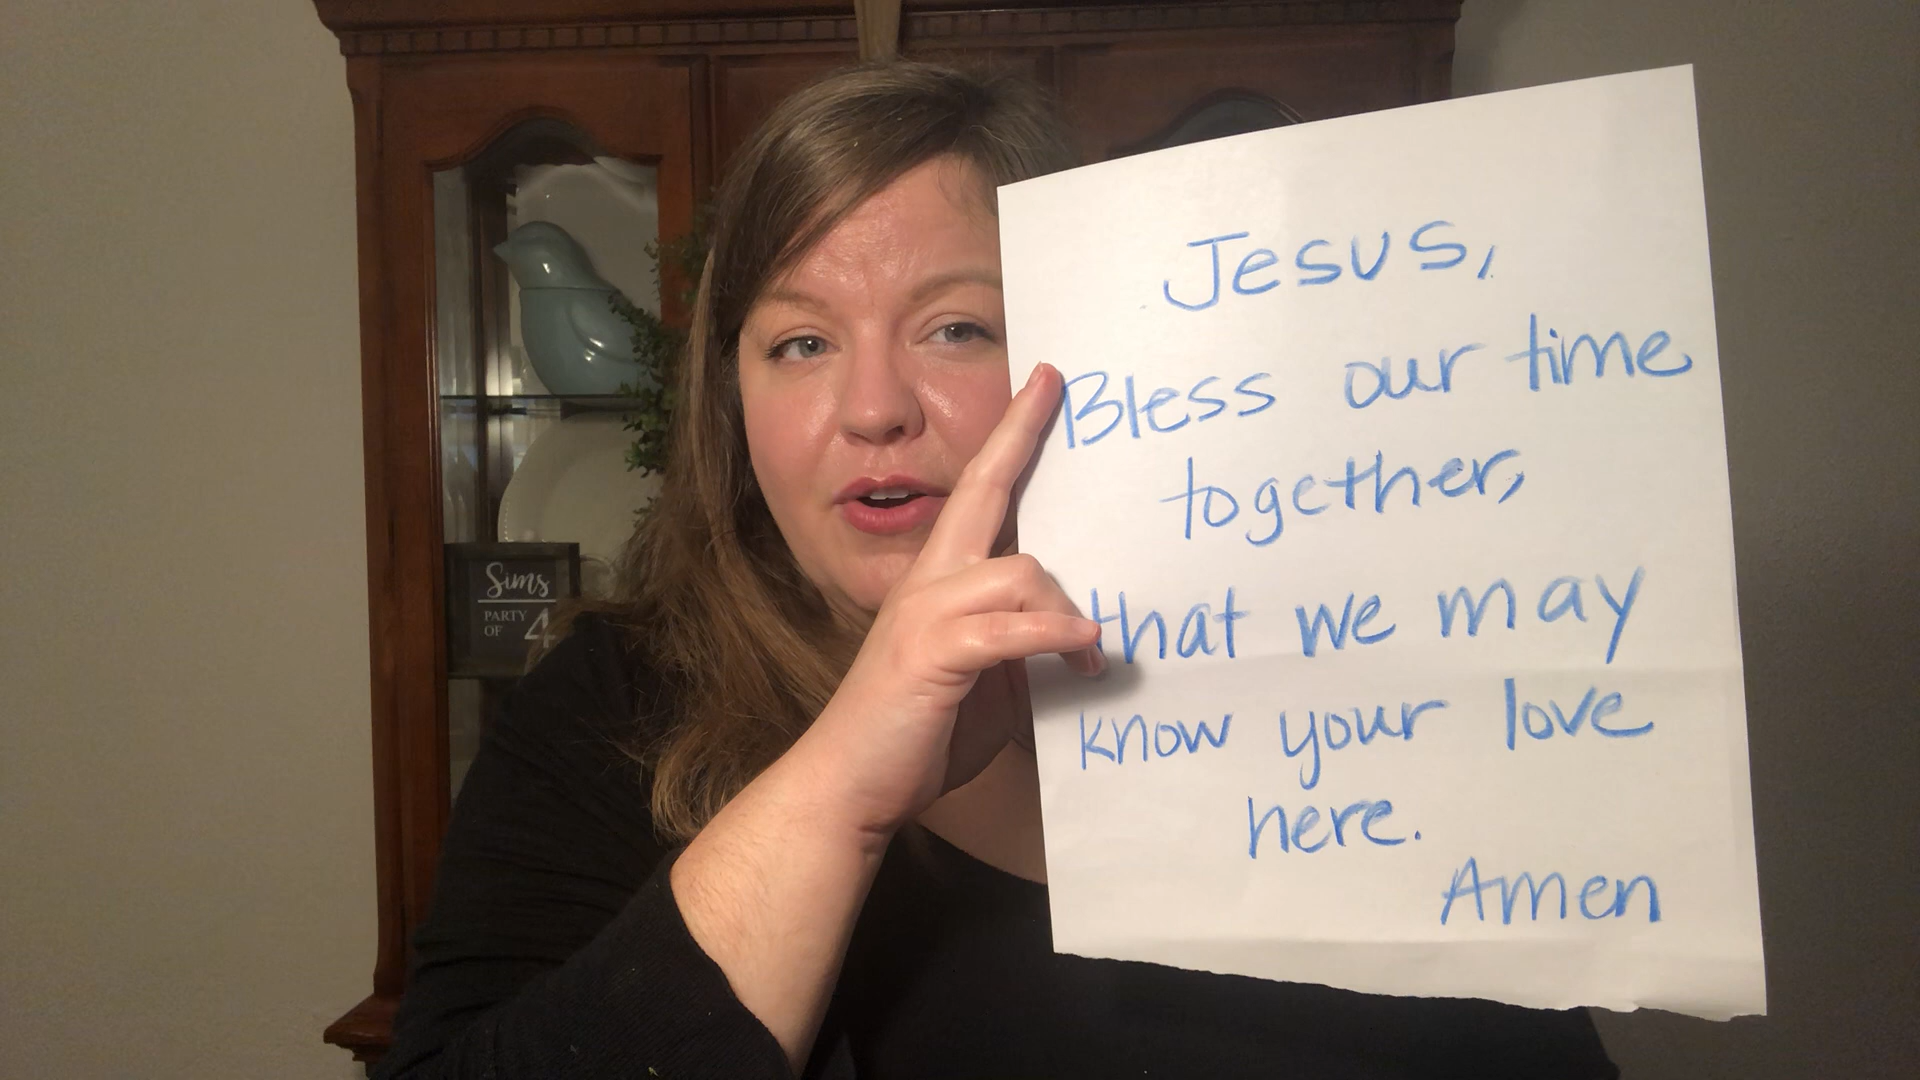 Jesus,
Bless our time
together,
that we may
know your love
here.
Amen
Sims
PARTY
OF 4